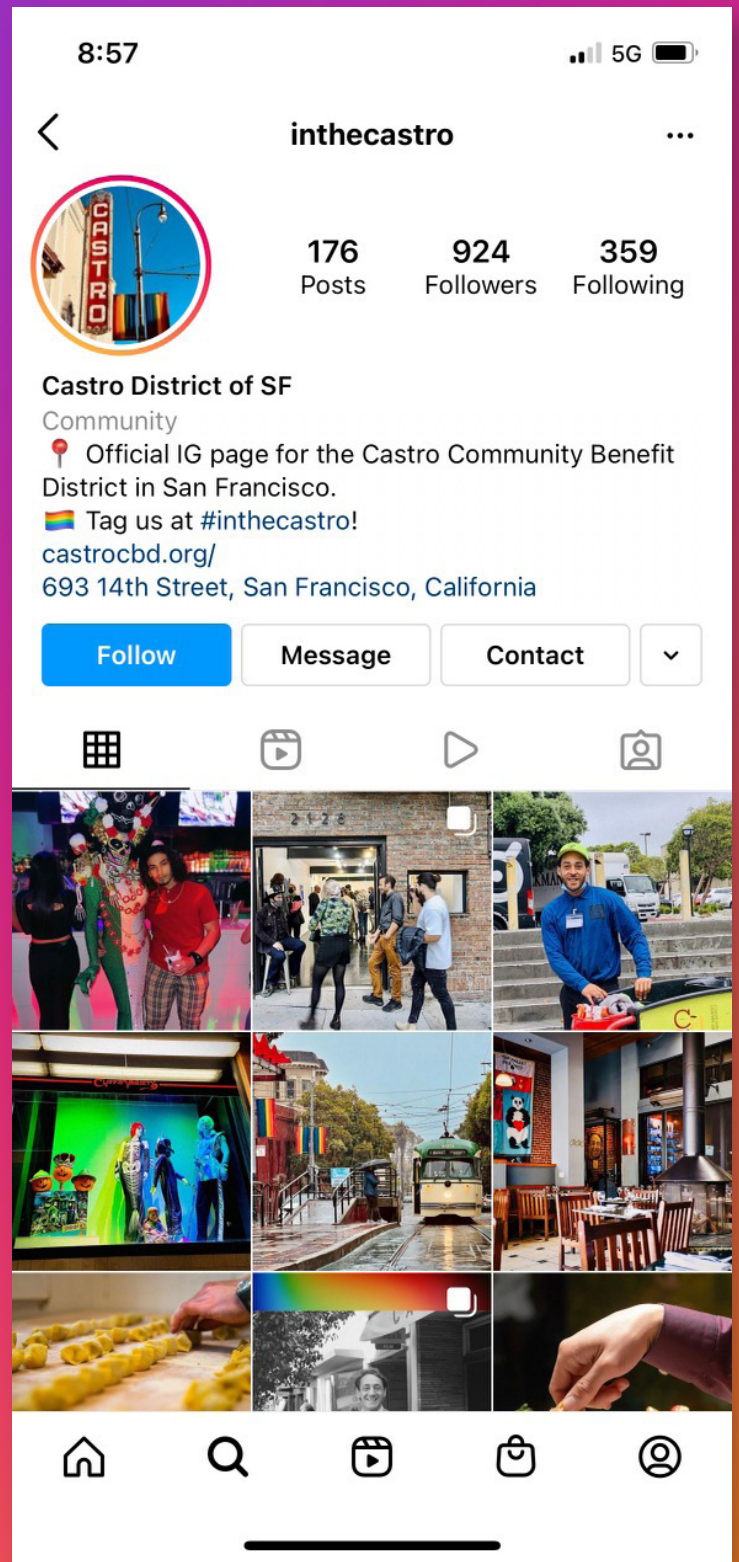 8:57
5G
inthecastro
CASTRO
176
924
359
Posts
Followers
Following
Castro District of SF
Community
Official IG page for the Castro Community Benefit
District in San Francisco.
Tag us at #inthecastro!
castrocbd.org/
693 14th Street, San Francisco, California
Follow
Message
Contact
2128